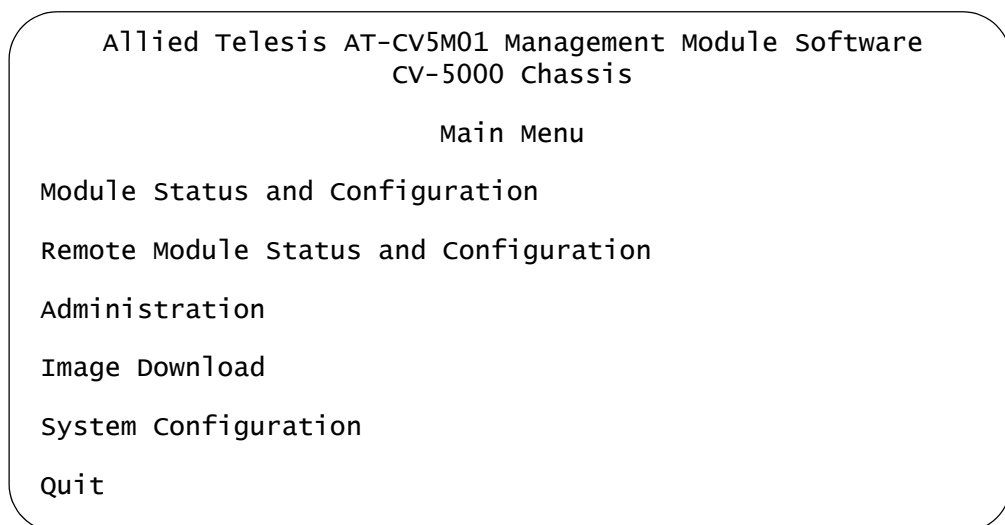 Allied Telesis AT-CV5M01 Management Module Software
CV-5000 Chassis
Main Menu
Module Status and Configuration
Remote Module Status and Configuration
Administration
Image Download
System Configuration
Quit